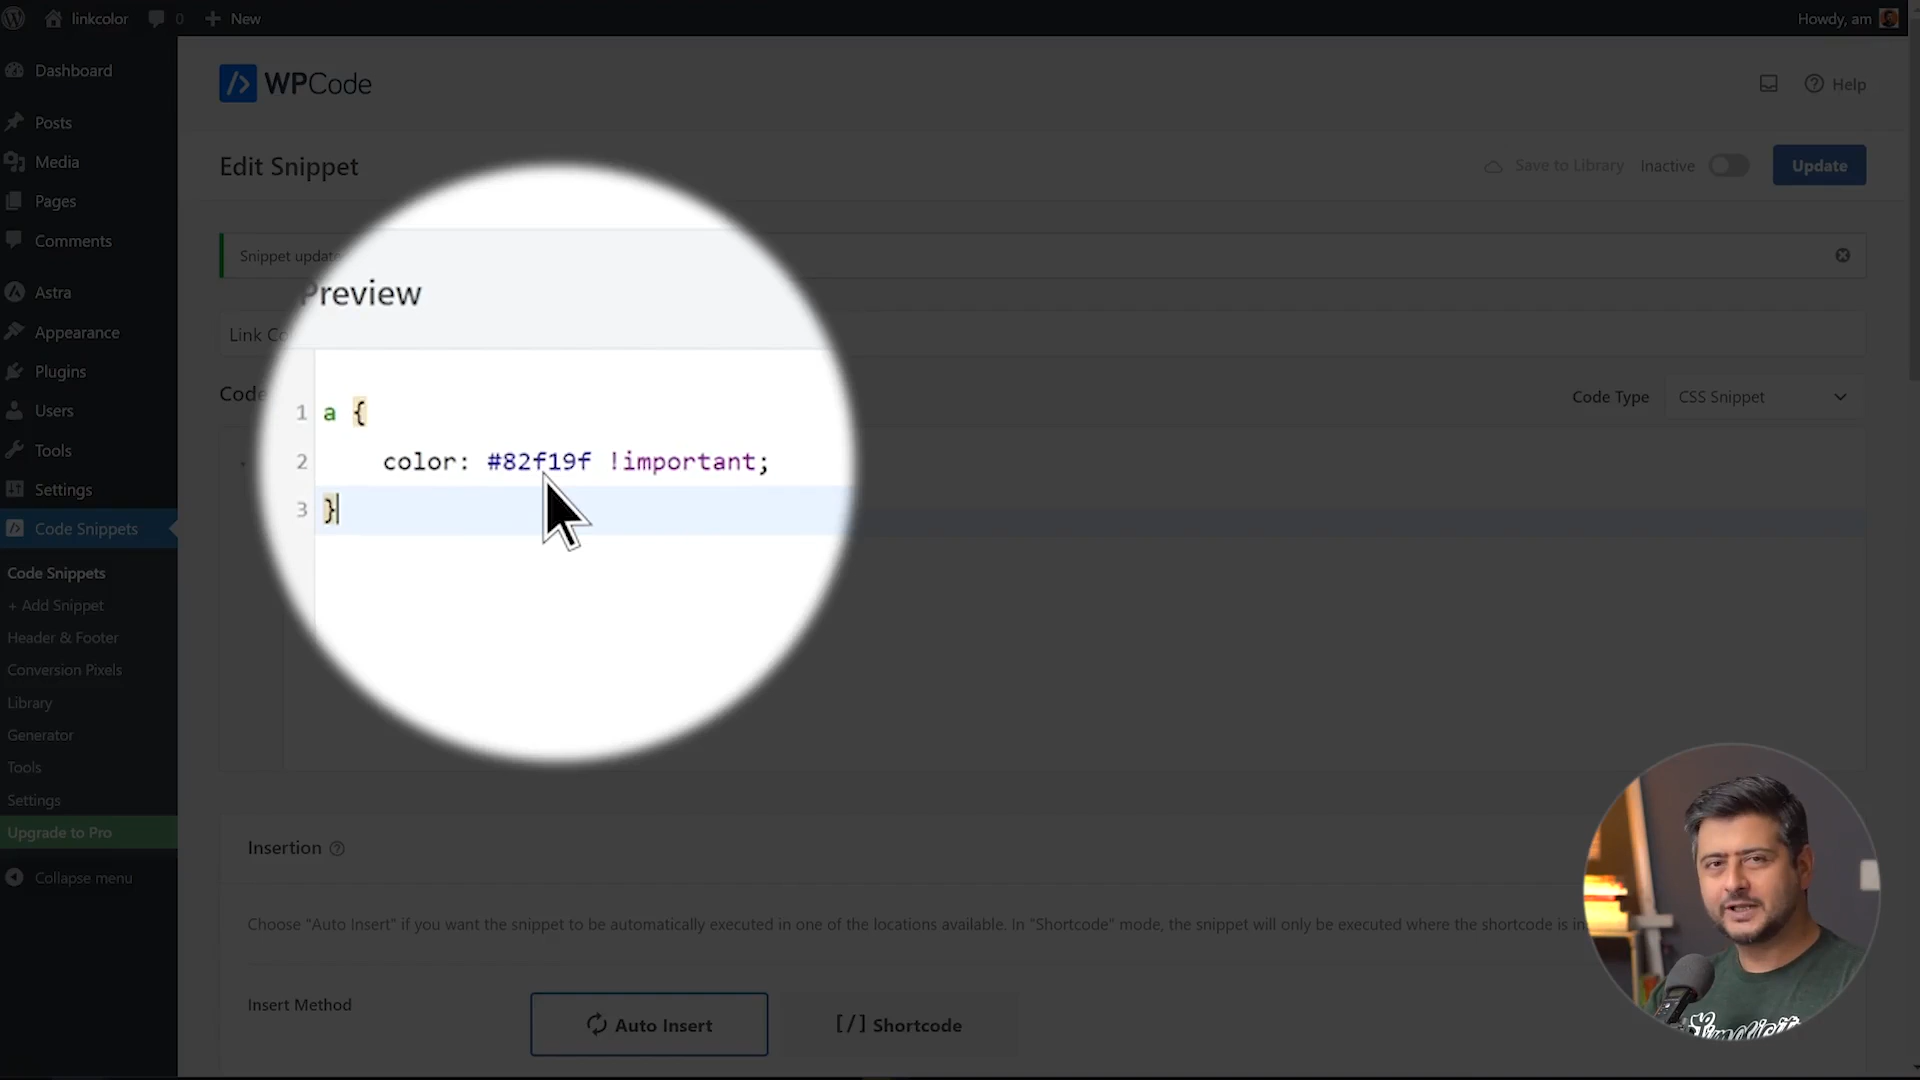 linkcolor
0
New
Howdy, am
Dashboard
Posts
Media
Pages
Comments
Astra
Appearance
Plugins
Users
Tools
Settings
Code Snippets
Code Snippets
+ Add Snippet
Header & Footer
Conversion Pixels
Library
Generator
Tools
Settings
Upgrade to Pro
Collapse menu
WPCode
Help
Edit Snippet
Save to Library
Inactive
Update
Snippet
Preview
Link
Code
Code Type
CSS Snippet
1 a {
2 color: #82f19f !important;
3 }
Insertion
Choose "Auto Insert" if you want the snippet to be automatically executed in one of the locations available. In "Shortcode" mode, the snippet will only be executed where the shortcode is
Insert Method
Auto Insert
[/] Shortcode